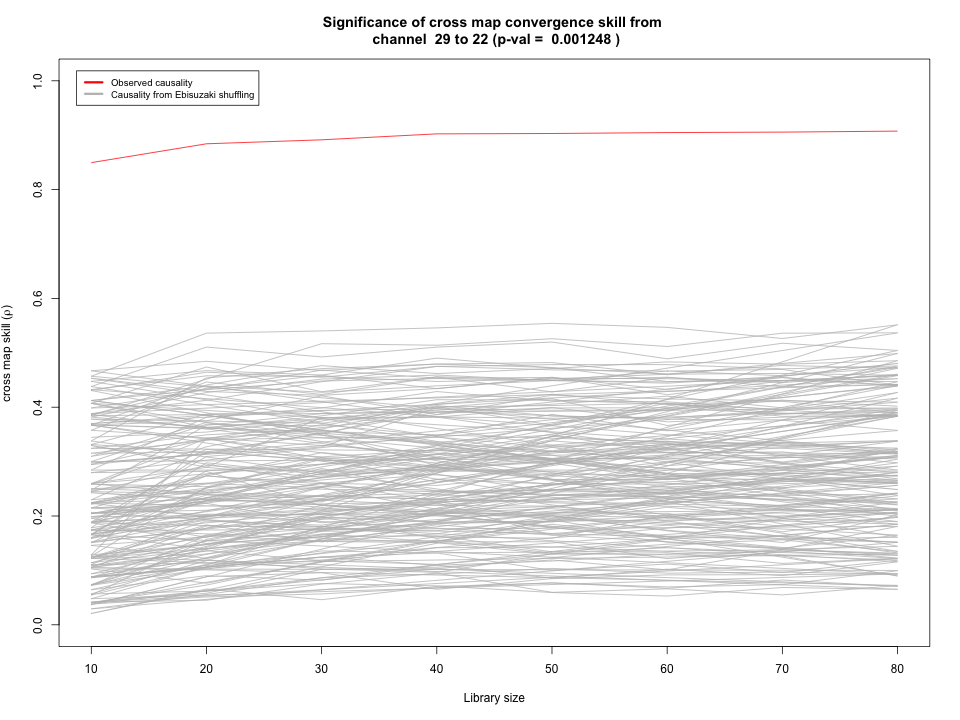 Significance of cross map convergence skill from
channel  29 to 22 (p-val =  0.001248 )
Observed causality
Causality from Ebisuzaki shuffling
cross map skill (ρ)
1.0
0.8
0.6
0.4
0.2
0.0
10 20 30 40 50 60 70 80
Library size